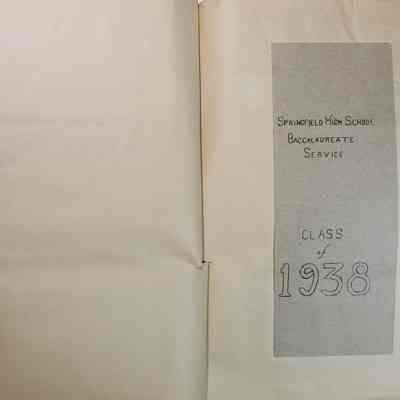 SPRINGFIELD HIGH SCHOOL
BACCALAUREATE
SERVICE
CLASS
of
1938